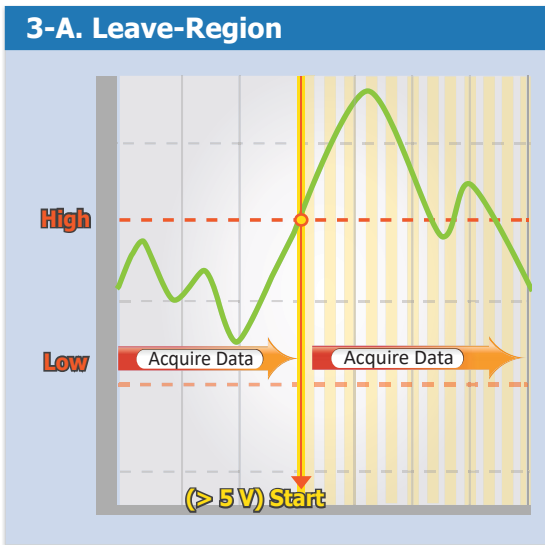 3-A. Leave-Region
High
Low
Acquire Data
Acquire Data
(> 5 V) Start